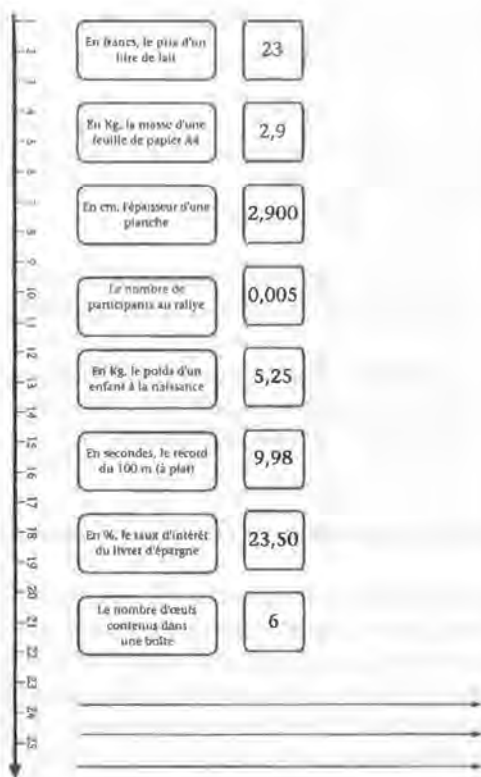 2
3
4
5
6
7
8
9
10
11
12
13
14
15
16
17
18
19
20
21
22
23
24
25
En francs, le prix d'un
litre de lait
23
En Kg, la masse d'une
feuille de papier A4
2,9
En cm, l'épaisseur d'une
planche
2,900
Le nombre de
participants au rallye
0,005
En Kg, le poids d'un
enfant à la naissance
5,25
En secondes, le record
du 100 m (à plat)
9,98
En %, le taux d'intérêt
du livret d'épargne
23,50
Le nombre d'œufs
contenus dans
une boîte
6